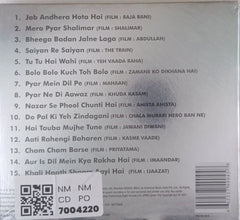 1. Jab Andhera Hota Hai (FILM : RAJA RANI)
2. Mera Pyar Shalimar (FILM : SHALIMAR)
3. Bheega Badan Jalne Laga (FILM : ABDULLAH)
4. Saiyan Re Saiyan (FILM : THE TRAIN)
5. Tu Tu Hai Wahi (FILM : YEH VAADA RAHA)
6. Bolo Bolo Kuch Toh Bolo (FILM : ZAMANE KO DIKHANA HAI)
7. Pyar Mein Dil Pe (FILM : MAHAAN)
8. Pyar Ne Di Aawaz (FILM : KHUDA KASAM)
9. Nazar Se Phool Chunti Hai (FILM : AHISTA AHISTA)
10. Do Pal Ki Yeh Zindagani (FILM : CHALA MURARI HERO BAN NE)
11. Hai Tauba Mujhe Tune (FILM : JAWANI DIWANI)
12. Aati Rahengi Baharen (FILM : KASME VAADE)
13. Cham Cham Barse (FILM : PRIYATAMA)
14. Aur Is Dil Mein Kya Rakha Hai (FILM : IMAANDAR)
15. Khali Haath Shaam Aayi Hai (FILM : IJAAZAT)
NM NM
CD PO
7004220